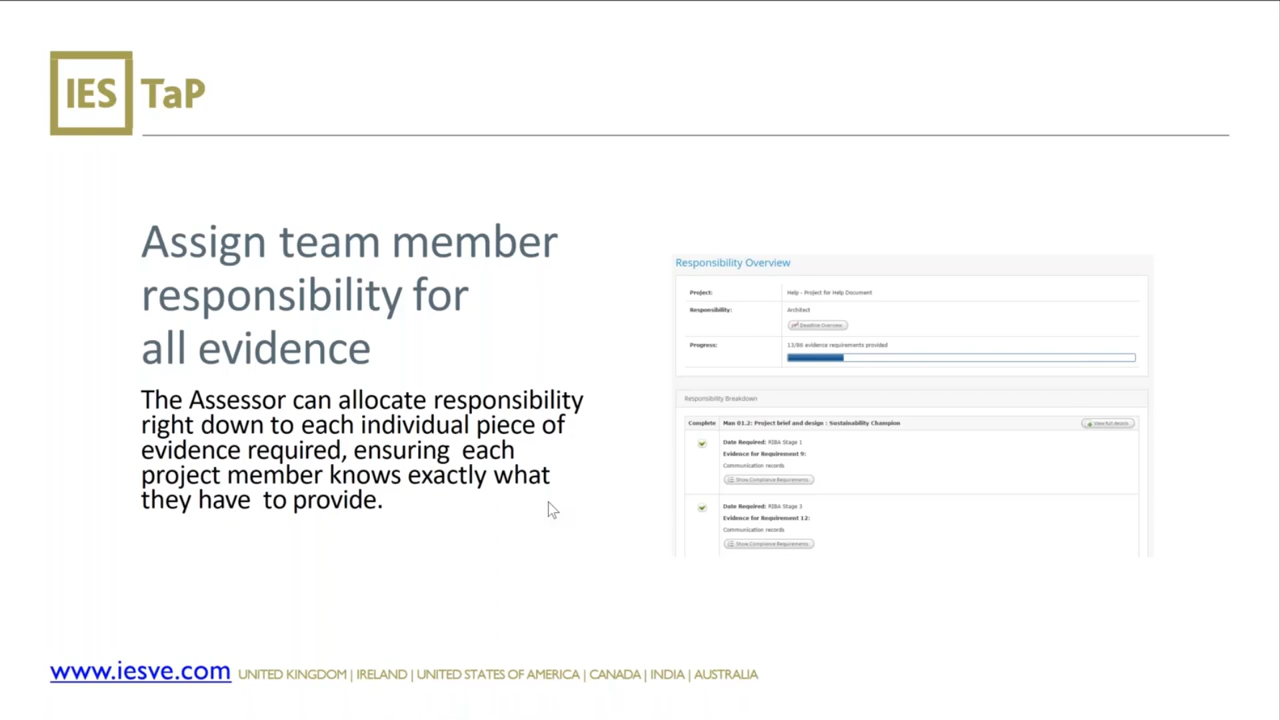 IES TaP
Assign team member
responsibility for
all evidence
The Assessor can allocate responsibility
right down to each individual piece of
evidence required, ensuring  each
project member knows exactly what
they have  to provide.
Responsibility Overview
Project: Help - Project for Help Document
Responsibility: Architect
Deadline Overview
Progress: 13/86 evidence requirements provided
Responsibility Breakdown
Complete Man 01.2: Project brief and design : Sustainability Champion View full details
Date Required: RIBA Stage 1
Evidence for Requirement 9:
Communication records
Show Compliance Requirements
Date Required: RIBA Stage 3
Evidence for Requirement 12:
Communication records
Show Compliance Requirements
www.iesve.com UNITED KINGDOM | IRELAND | UNITED STATES OF AMERICA | CANADA | INDIA | AUSTRALIA